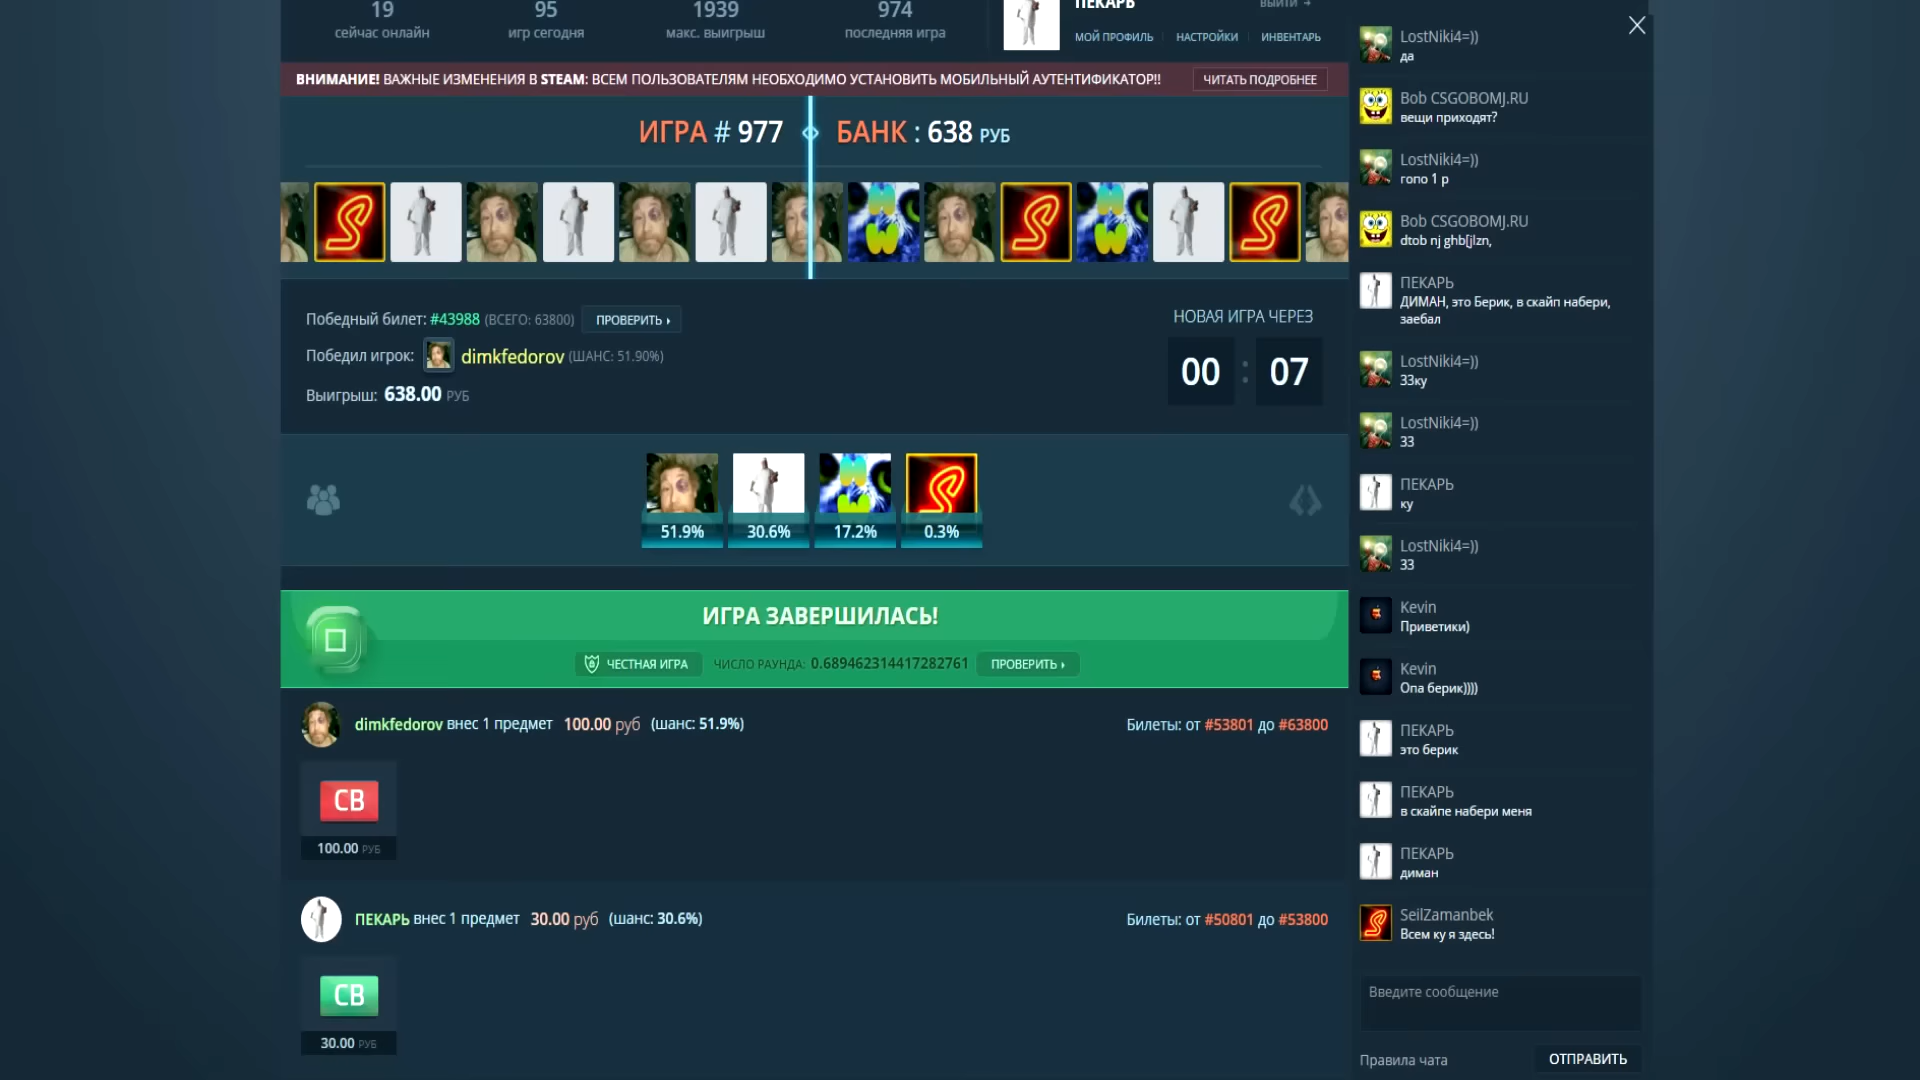 19
95
1939
974
ПЕКАРЬ
ВЫЙТИ
сейчас онлайн
игр сегодня
макс. выигрыш
последняя игра
МОЙ ПРОФИЛЬ
НАСТРОЙКИ
ИНВЕНТАРЬ
ВНИМАНИЕ! ВАЖНЫЕ ИЗМЕНЕНИЯ В STEAM: ВСЕМ ПОЛЬЗОВАТЕЛЯМ НЕОБХОДИМО УСТАНОВИТЬ МОБИЛЬНЫЙ АУТЕНТИФИКАТОР!!
ЧИТАТЬ ПОДРОБНЕЕ
ИГРА # 977
БАНК : 638 РУБ
Победный билет: #43988 (ВСЕГО: 63800)
ПРОВЕРИТЬ
Победил игрок: dimkfedorov (ШАНС: 51.90%)
Выигрыш: 638.00 РУБ
НОВАЯ ИГРА ЧЕРЕЗ
00 : 07
51.9%
30.6%
17.2%
0.3%
ИГРА ЗАВЕРШИЛАСЬ!
ЧЕСТНАЯ ИГРА
ЧИСЛО РАУНДА: 0.689462314417282761
ПРОВЕРИТЬ
dimkfedorov внес 1 предмет 100.00 руб (шанс: 51.9%)
Билеты: от #53801 до #63800
CB
100.00 РУБ
ПЕКАРЬ внес 1 предмет 30.00 руб (шанс: 30.6%)
Билеты: от #50801 до #53800
CB
30.00 РУБ
LostNiki4=))
да
Bob CSGOBOMJ.RU
вещи приходят?
LostNiki4=))
гопо 1 р
Bob CSGOBOMJ.RU
dtob nj ghb[jlzn,
ПЕКАРЬ
ДИМАН, это Берик, в скайп набери,
заебал
LostNiki4=))
33ку
LostNiki4=))
33
ПЕКАРЬ
ку
LostNiki4=))
33
Kevin
Приветики)
Kevin
Опа берик))))
ПЕКАРЬ
это берик
ПЕКАРЬ
в скайпе набери меня
ПЕКАРЬ
диман
SeilZamanbek
Всем ку я здесь!
Введите сообщение
Правила чата
ОТПРАВИТЬ